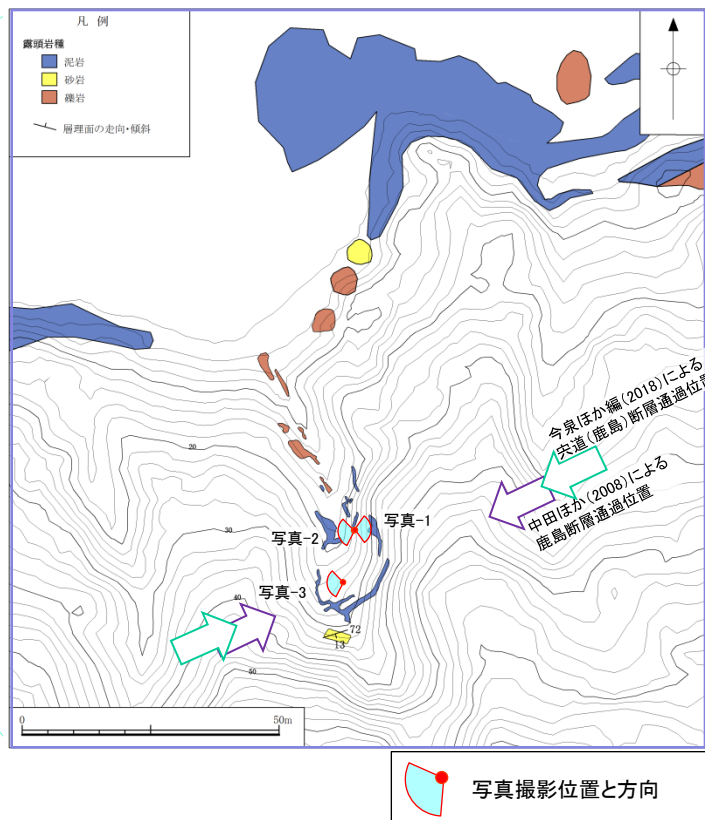 凡 例
露頭岩種
泥岩
砂岩
礫岩
層理面の走向・傾斜
今泉ほか編(2018)による
宍道(鹿島)断層通過位置
中田ほか(2008)による
鹿島断層通過位置
20
30
写真-1
写真-2
写真-3
40
72
13
50
0
50m
写真撮影位置と方向